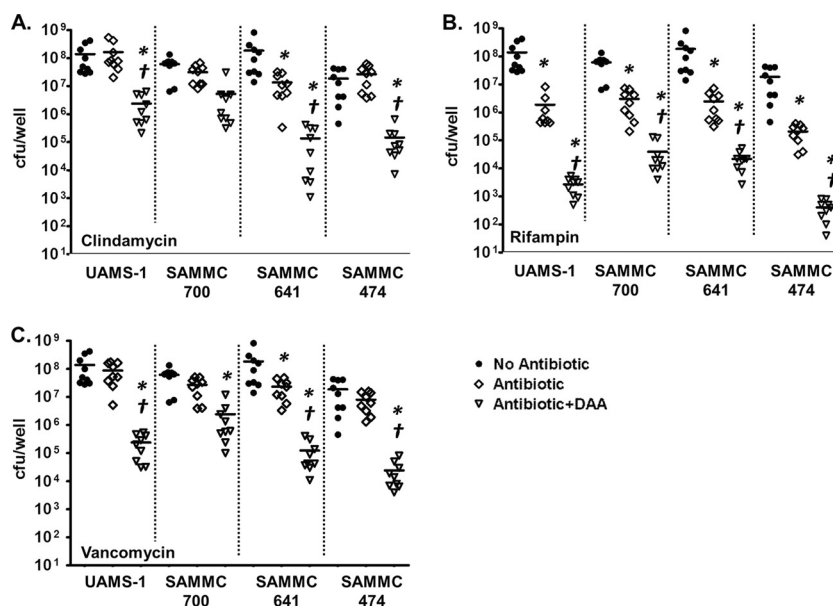 A.
10⁹
10⁸
10⁷
10⁶
10⁵
10⁴
10³
10²
10¹
cfu/well
* †
* * †
* †
Clindamycin
UAMS-1 SAMMC 700 SAMMC 641 SAMMC 474
B.
10⁹
10⁸
10⁷
10⁶
10⁵
10⁴
10³
10²
10¹
cfu/well
* * †
* * †
* * †
* * †
Rifampin
UAMS-1 SAMMC 700 SAMMC 641 SAMMC 474
C.
10⁹
10⁸
10⁷
10⁶
10⁵
10⁴
10³
10²
10¹
cfu/well
* †
*
* * †
* †
Vancomycin
UAMS-1 SAMMC 700 SAMMC 641 SAMMC 474
No Antibiotic
Antibiotic
Antibiotic+DAA